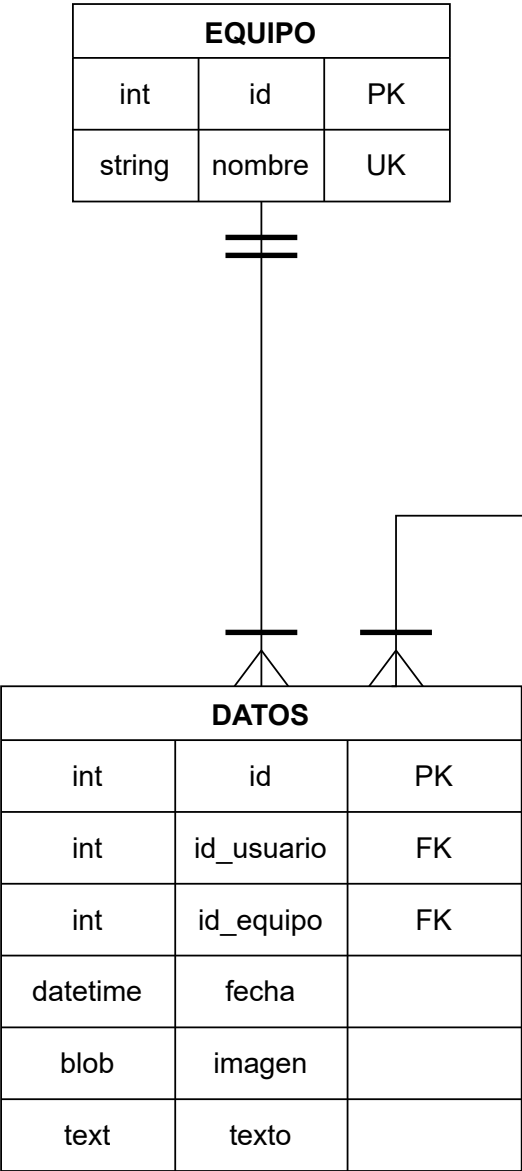 EQUIPO
int id PK
string nombre UK
DATOS
int id PK
int id_usuario FK
int id_equipo FK
datetime fecha
blob imagen
text texto